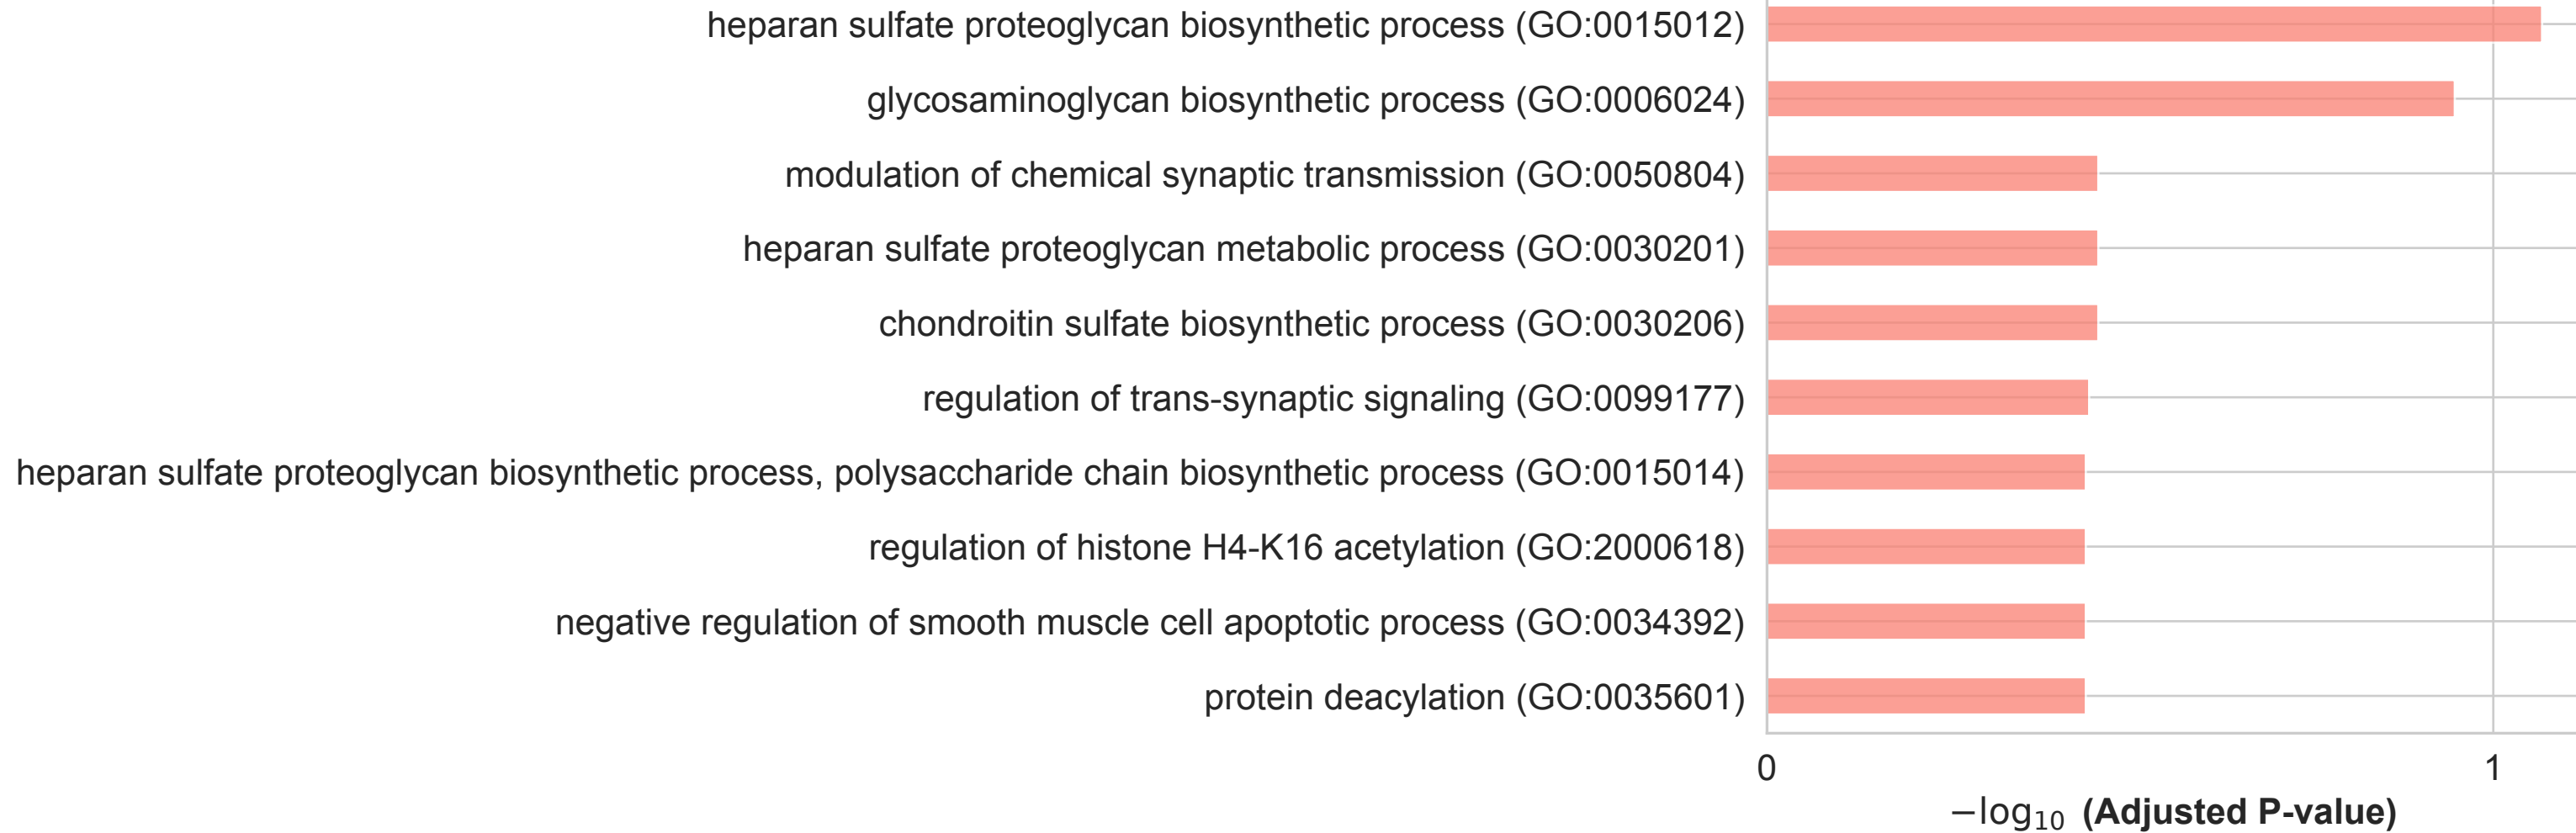 heparan sulfate proteoglycan biosynthetic process (GO:0015012)
glycosaminoglycan biosynthetic process (GO:0006024)
modulation of chemical synaptic transmission (GO:0050804)
heparan sulfate proteoglycan metabolic process (GO:0030201)
chondroitin sulfate biosynthetic process (GO:0030206)
regulation of trans-synaptic signaling (GO:0099177)
heparan sulfate proteoglycan biosynthetic process, polysaccharide chain biosynthetic process (GO:0015014)
regulation of histone H4-K16 acetylation (GO:2000618)
negative regulation of smooth muscle cell apoptotic process (GO:0034392)
protein deacylation (GO:0035601)
0 1
−log₁₀ (Adjusted P-value)